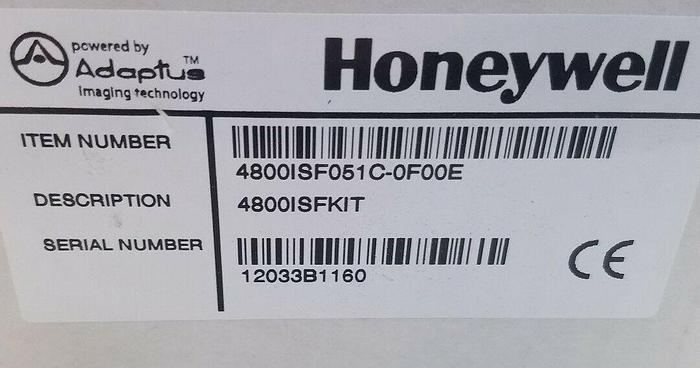 powered by
Adaptus™
Imaging technology
Honeywell
ITEM NUMBER
4800ISF051C-0F00E
DESCRIPTION
4800ISFKIT
SERIAL NUMBER
12033B1160
CE